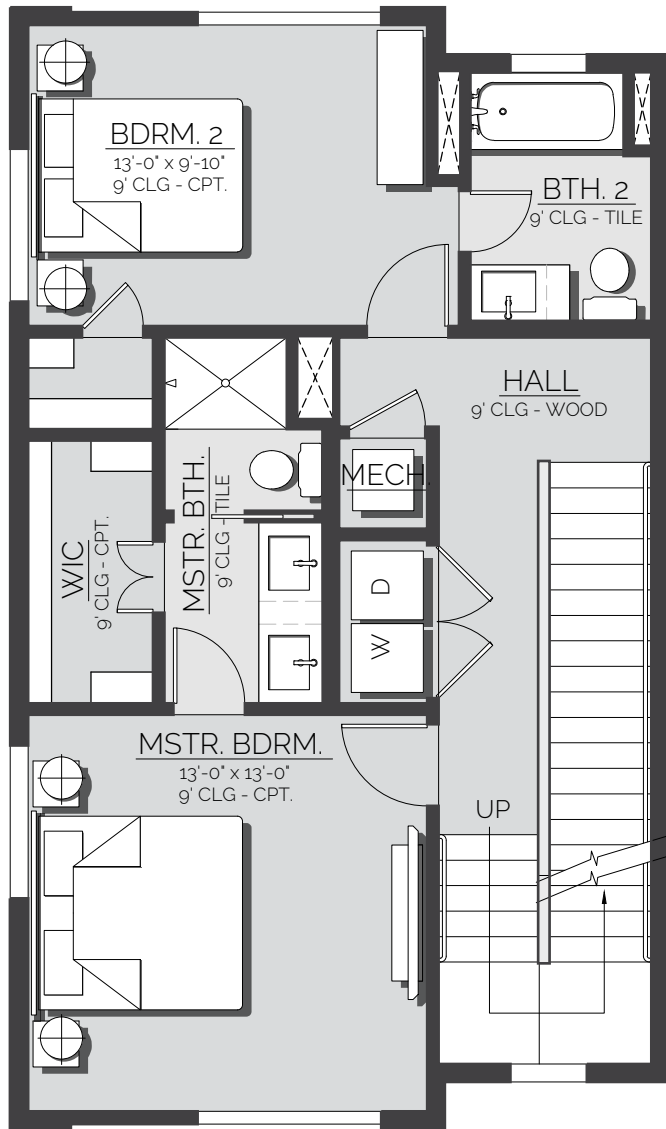 BDRM. 2
13'-0" x 9'-10"
9' CLG - CPT.
BTH. 2
9' CLG - TILE
HALL
9' CLG - WOOD
MECH.
MSTR. BTH.
9' CLG - TILE
WIC
9' CLG - CPT.
D
W
MSTR. BDRM.
13'-0" x 13'-0"
9' CLG - CPT.
UP